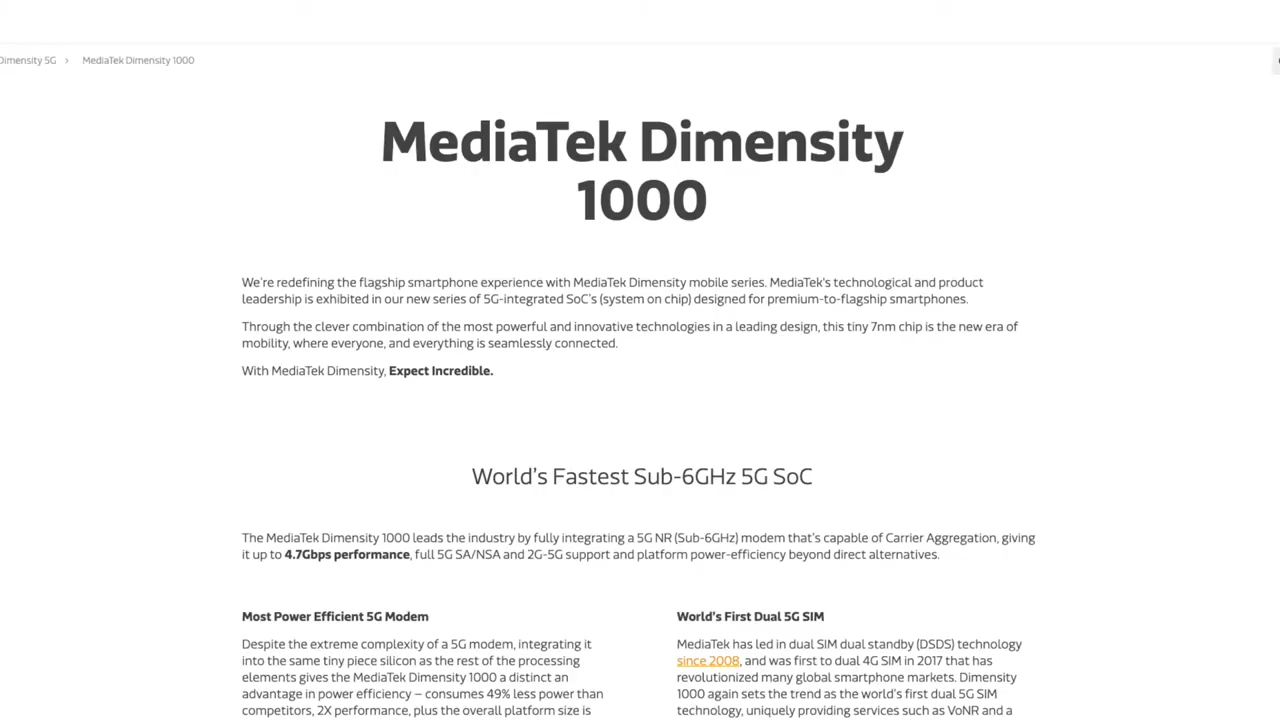 Dimensity 5G > MediaTek Dimensity 1000
MediaTek Dimensity
1000
We're redefining the flagship smartphone experience with MediaTek Dimensity mobile series. MediaTek's technological and product
leadership is exhibited in our new series of 5G-integrated SoC's (system on chip) designed for premium-to-flagship smartphones.
Through the clever combination of the most powerful and innovative technologies in a leading design, this tiny 7nm chip is the new era of
mobility, where everyone, and everything is seamlessly connected.
With MediaTek Dimensity, Expect Incredible.
World's Fastest Sub-6GHz 5G SoC
The MediaTek Dimensity 1000 leads the industry by fully integrating a 5G NR (Sub-6GHz) modem that's capable of Carrier Aggregation, giving
it up to 4.7Gbps performance, full 5G SA/NSA and 2G-5G support and platform power-efficiency beyond direct alternatives.
Most Power Efficient 5G Modem
Despite the extreme complexity of a 5G modem, integrating it
into the same tiny piece silicon as the rest of the processing
elements gives the MediaTek Dimensity 1000 a distinct an
advantage in power efficiency – consumes 49% less power than
competitors, 2X performance, plus the overall platform size is
World's First Dual 5G SIM
MediaTek has led in dual SIM dual standby (DSDS) technology
since 2008, and was first to dual 4G SIM in 2017 that has
revolutionized many global smartphone markets. Dimensity
1000 again sets the trend as the world's first dual 5G SIM
technology, uniquely providing services such as VoNR and a